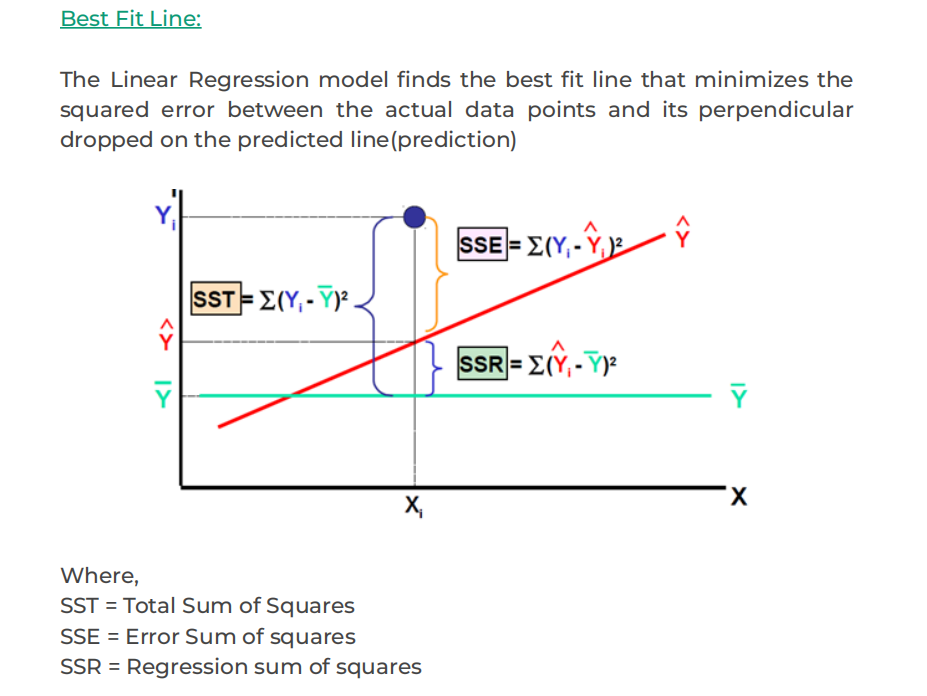 Best Fit Line:
The Linear Regression model finds the best fit line that minimizes the
squared error between the actual data points and its perpendicular
dropped on the predicted line(prediction)
Yᵢ
SSE = Σ(Yᵢ - Ŷᵢ)²
Ŷ
SST = Σ(Yᵢ - Ȳ)²
Ŷ
SSR = Σ(Ŷᵢ - Ȳ)²
Ȳ
Ȳ
Xᵢ
X
Where,
SST = Total Sum of Squares
SSE = Error Sum of squares
SSR = Regression sum of squares